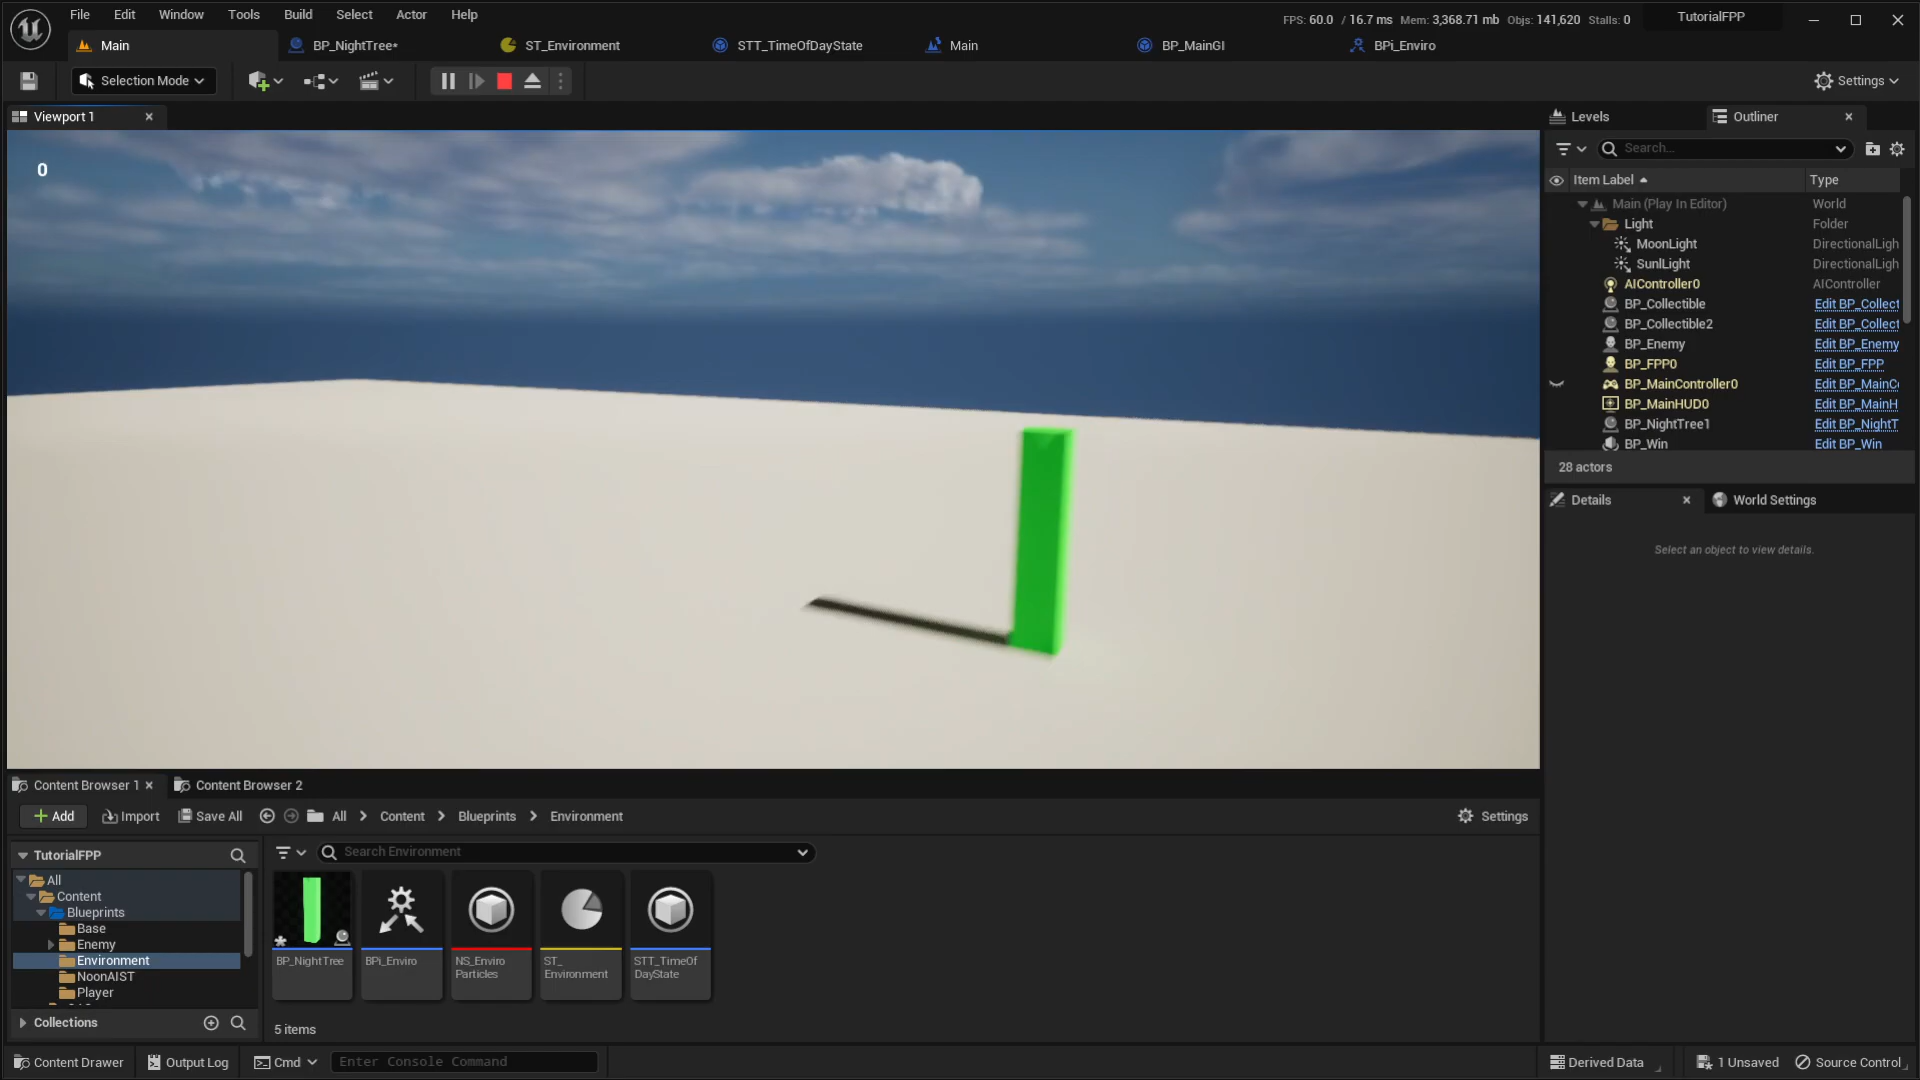 File Edit Window Tools Build Select Actor Help
FPS: 60.0 / 16.7 ms Mem: 3,368.71 mb Objs: 141,620 Stalls: 0
TutorialFPP
Main
BP_NightTree*
ST_Environment
STT_TimeOfDayState
Main
BP_MainGI
BPi_Enviro
Selection Mode
Settings
Viewport 1
Levels
Outliner
0
Search...
Item Label
Type
Main (Play In Editor) World
Light Folder
MoonLight DirectionalLigh
SunlLight DirectionalLigh
AIController0 AIController
BP_Collectible Edit BP_Collect
BP_Collectible2 Edit BP_Collect
BP_Enemy Edit BP_Enemy
BP_FPP0 Edit BP_FPP
BP_MainController0 Edit BP_MainCo
BP_MainHUD0 Edit BP_MainH
BP_NightTree1 Edit BP_NightT
BP_Win Edit BP_Win
28 actors
Details
World Settings
Select an object to view details.
Content Browser 1
Content Browser 2
Add
Import
Save All
All
Content
Blueprints
Environment
Settings
TutorialFPP
All
Content
Blueprints
Base
Enemy
Environment
NoonAIST
Player
Collections
Search Environment
BP_NightTree
BPi_Enviro
NS_Enviro
Particles
ST_
Environment
STT_TimeOf
DayState
5 items
Content Drawer
Output Log
Cmd
Enter Console Command
Derived Data
1 Unsaved
Source Control